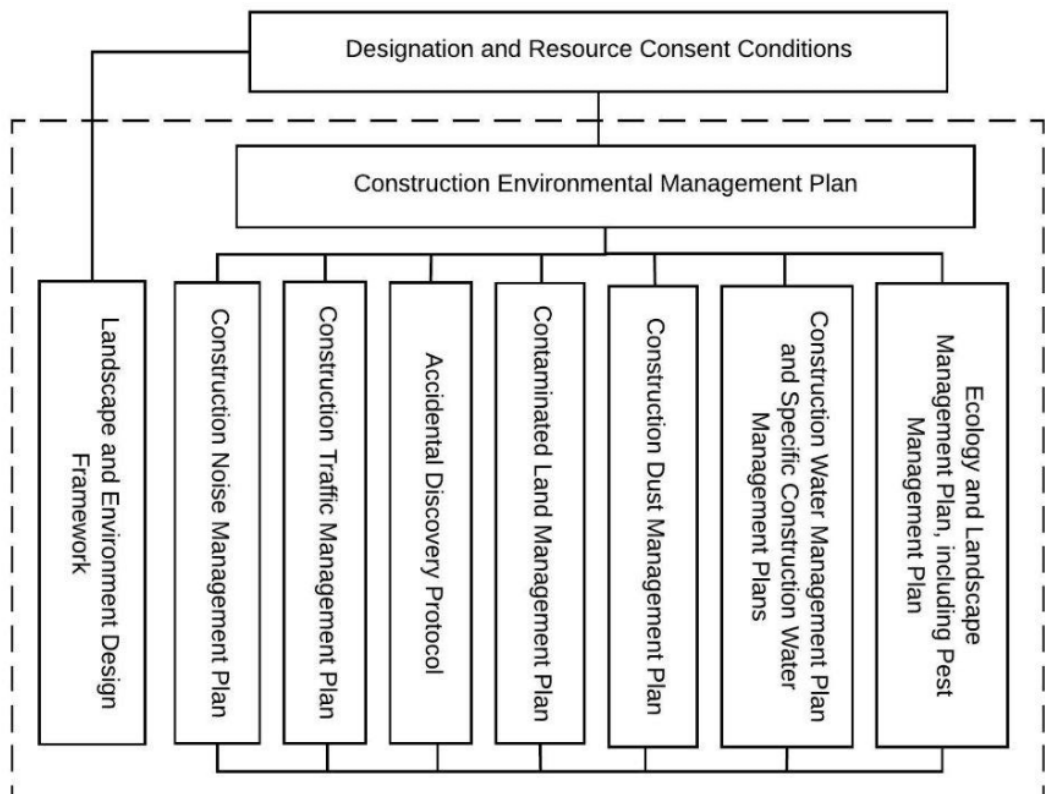 Designation and Resource Consent Conditions
Construction Environmental Management Plan
Landscape and Environment Design
Framework
Construction Noise Management Plan
Construction Traffic Management Plan
Accidental Discovery Protocol
Contaminated Land Management Plan
Construction Dust Management Plan
Construction Water Management Plan
and Specific Construction Water
Management Plans
Ecology and Landscape
Management Plan, including Pest
Management Plan